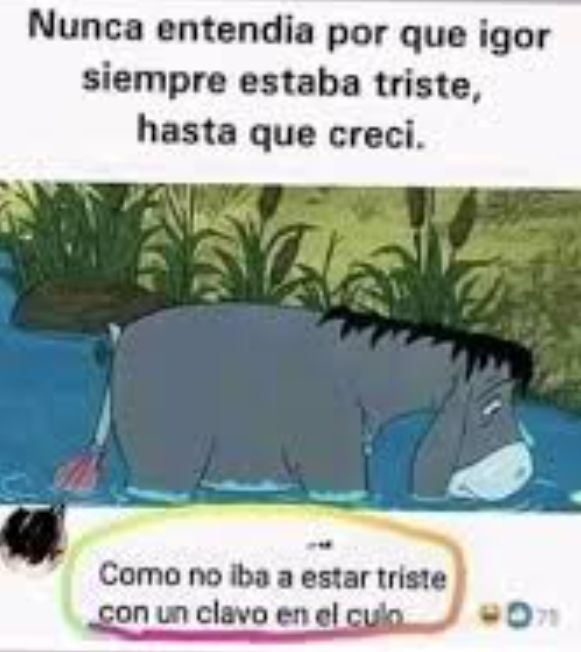 Nunca entendia por que igor
siempre estaba triste,
hasta que creci.
Como no iba a estar triste
con un clavo en el culo
75